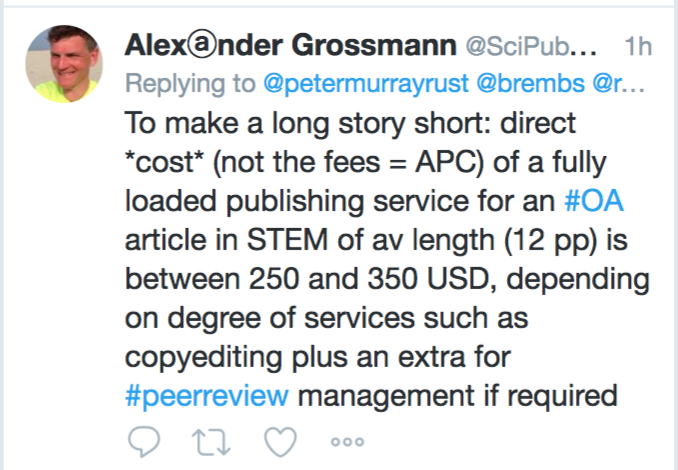 Alexⓐnder Grossmann @SciPub... 1h
Replying to @petermurrayrust @brembs @r...
To make a long story short: direct
*cost* (not the fees = APC) of a fully
loaded publishing service for an #OA
article in STEM of av length (12 pp) is
between 250 and 350 USD, depending
on degree of services such as
copyediting plus an extra for
#peerreview management if required